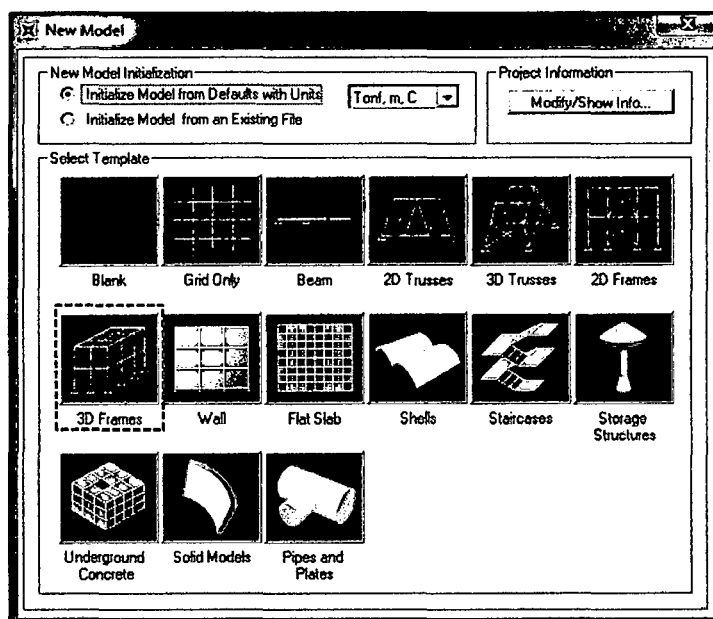 New Model
New Model Initialization
Project Information
Initialize Model from Defaults with Units
Tonf, m, C
Modify/Show Info...
Initialize Model from an Existing File
Select Template
Blank
Grid Only
Beam
2D Trusses
3D Trusses
2D Frames
3D Frames
Wall
Flat Slab
Shells
Staircases
Storage
Structures
Underground
Concrete
Solid Models
Pipes and
Plates